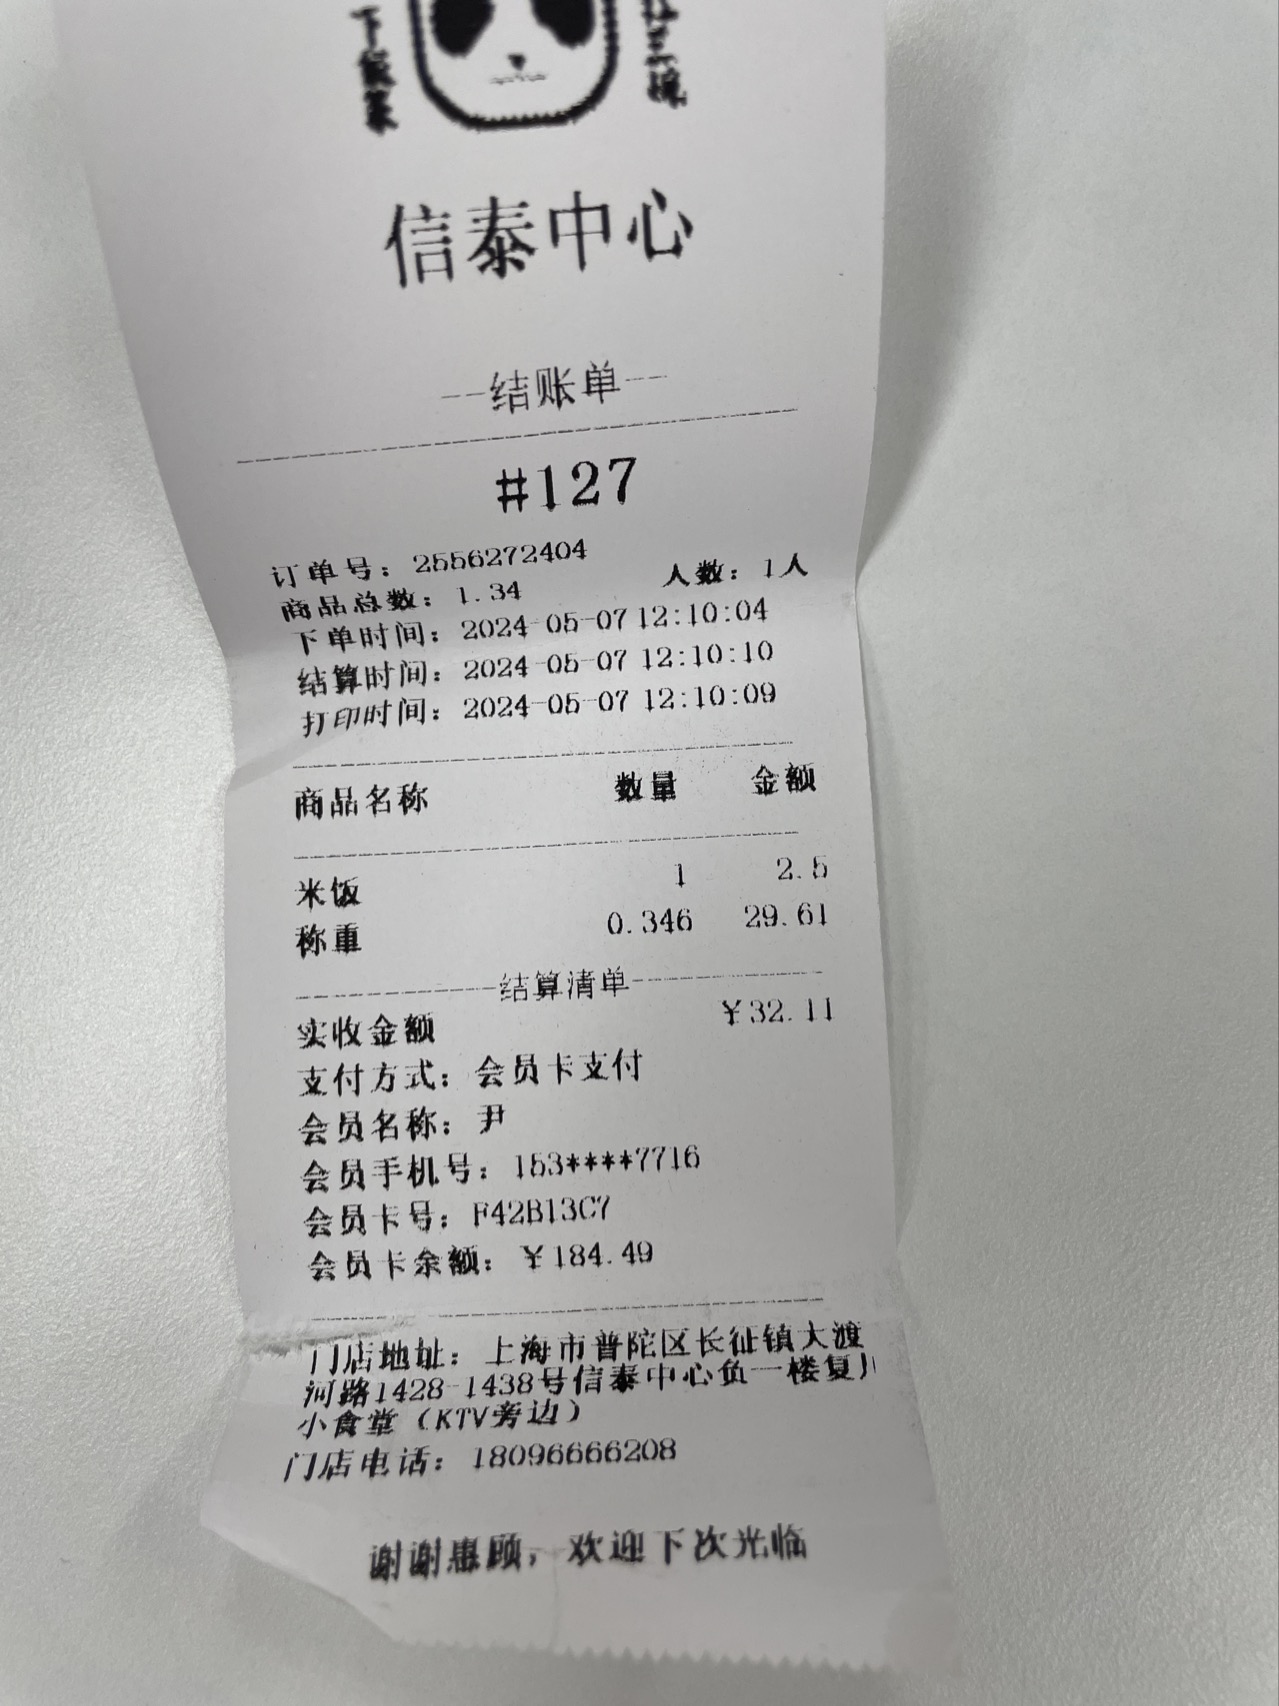 下饭菜
信泰中心
--结账单--
#127
订单号：2556272404
商品总数：1.34 人数：1人
下单时间：2024-05-07 12:10:04
结算时间：2024-05-07 12:10:10
打印时间：2024-05-07 12:10:09
商品名称 数量 金额
米饭 1 2.5
称重 0.346 29.61
结算清单
实收金额 ¥32.11
支付方式：会员卡支付
会员名称：尹
会员手机号：153****7716
会员卡号：F42B13C7
会员卡余额：¥184.49
门店地址：上海市普陀区长征镇大渡
河路1428-1438号信泰中心负一楼复
小食堂（KTV旁边）
门店电话：18096666208
谢谢惠顾，欢迎下次光临